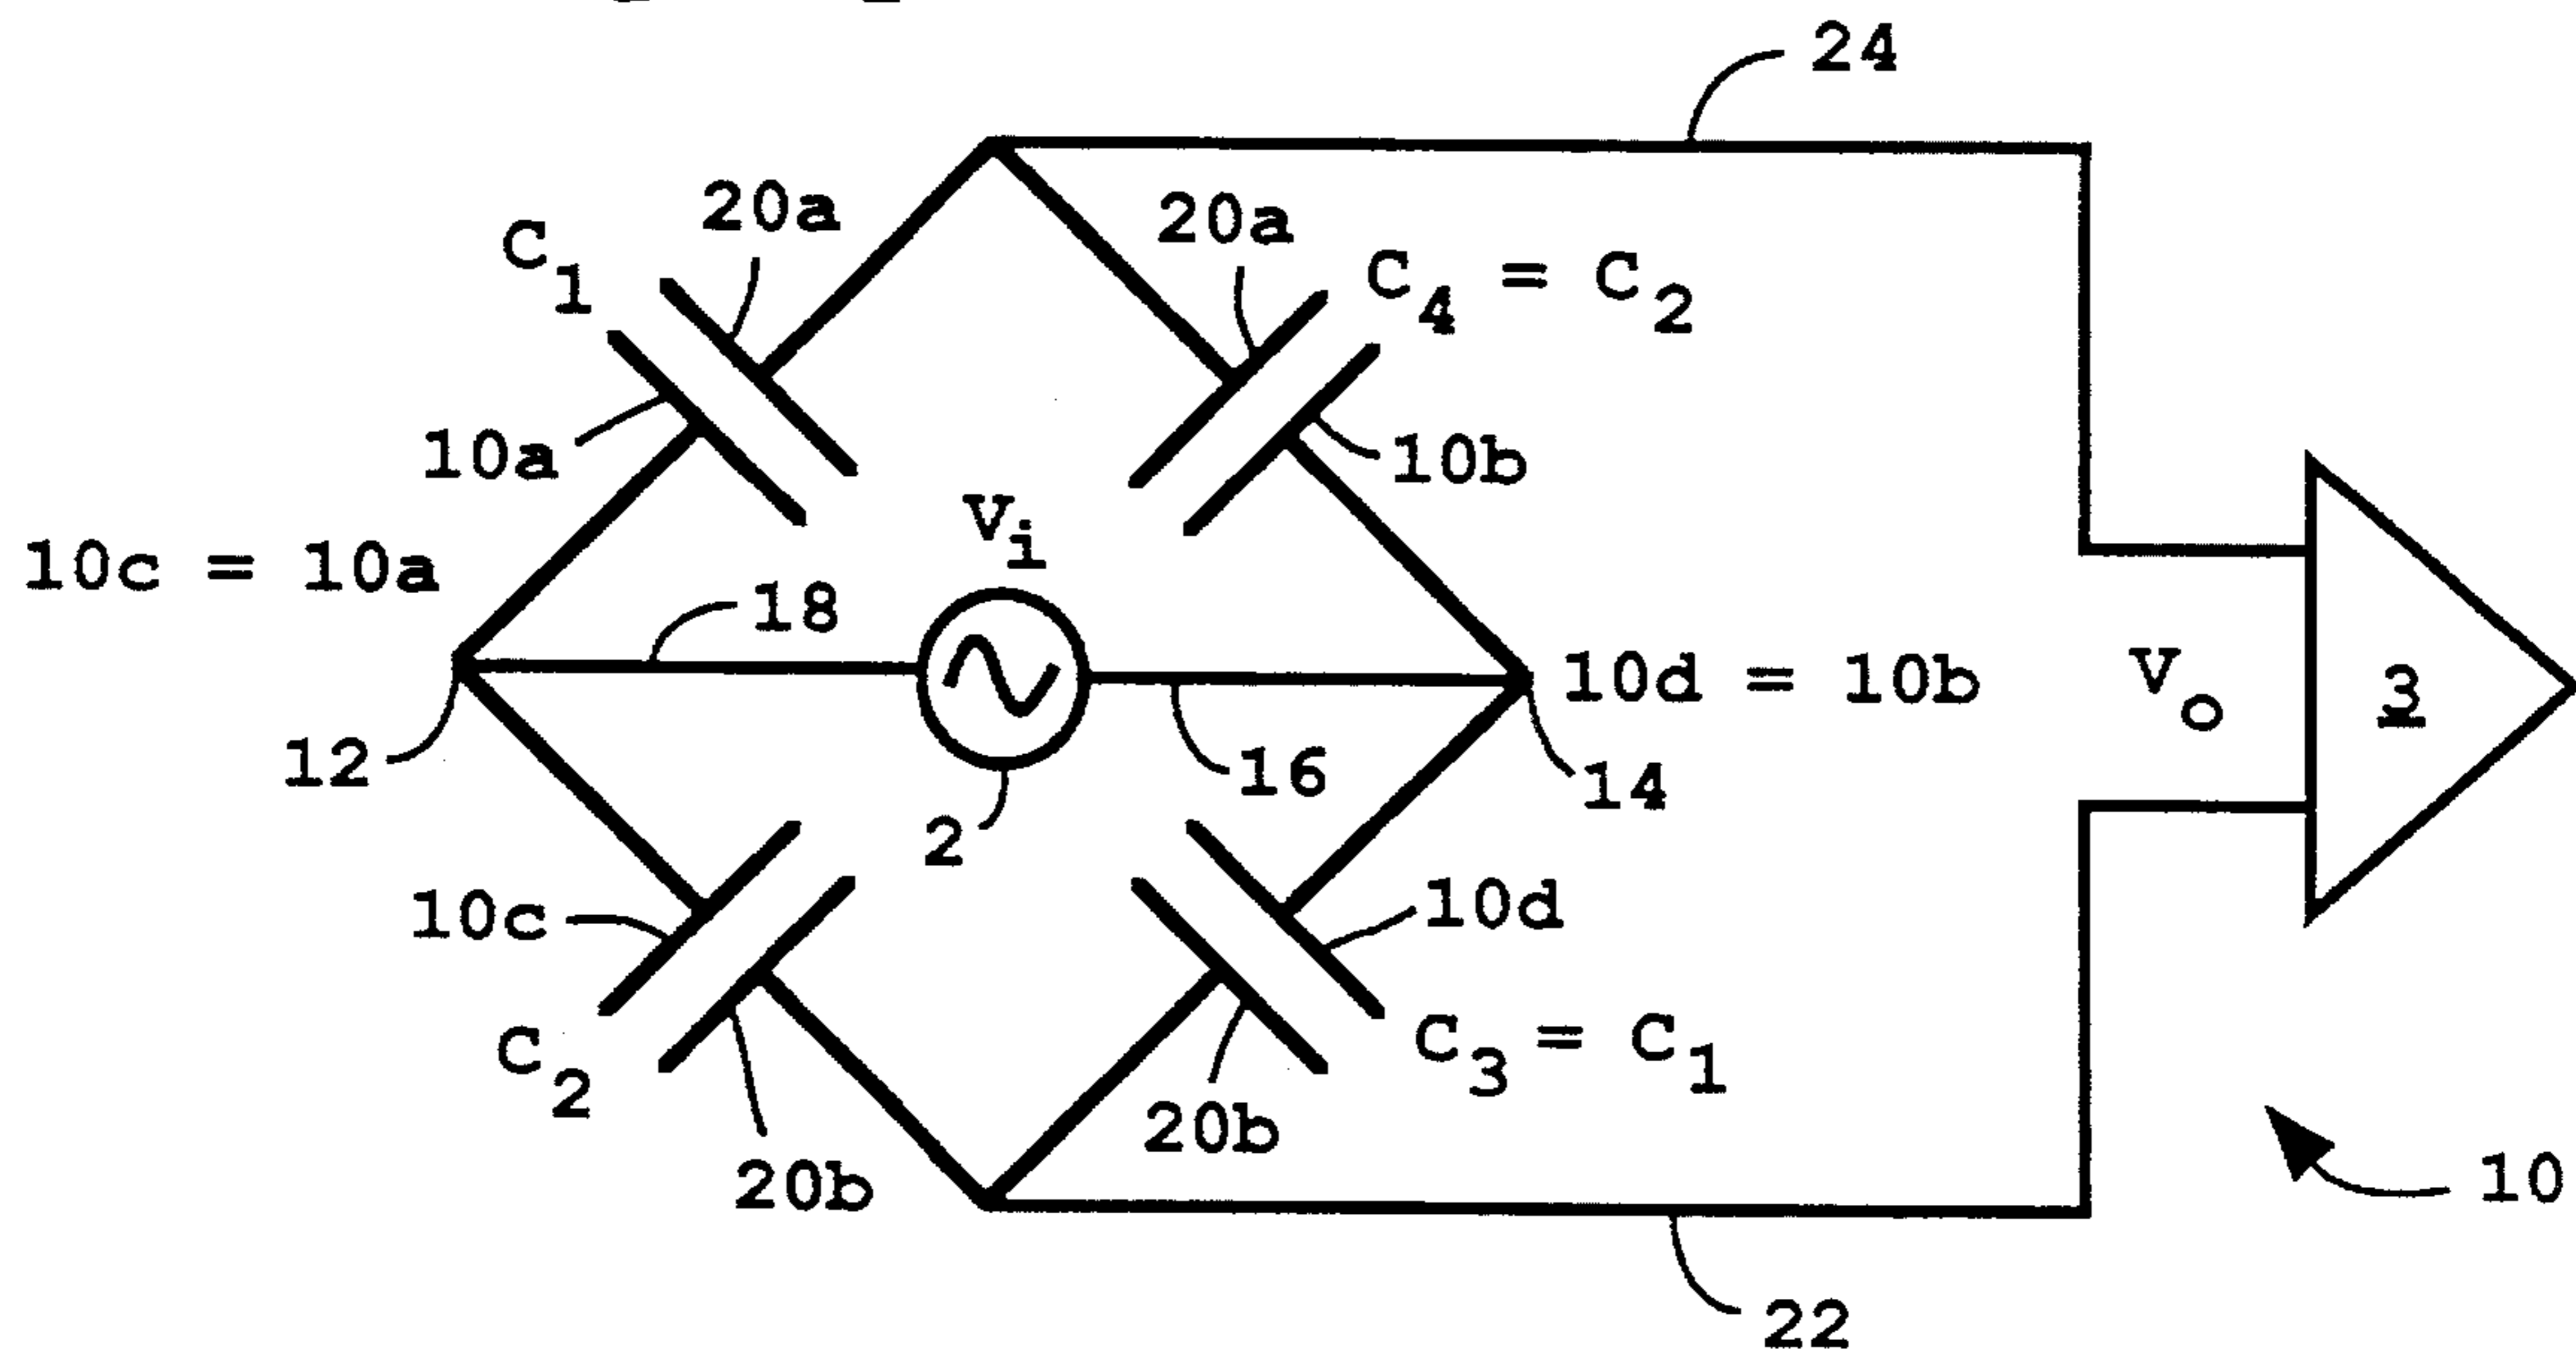 24
20a
20a
C1
C4 = C2
10a
10b
vi
10c = 10a
18
10d = 10b
vo
3
12
16
14
2
10c
10d
C2
C3 = C1
20b
20b
10
22